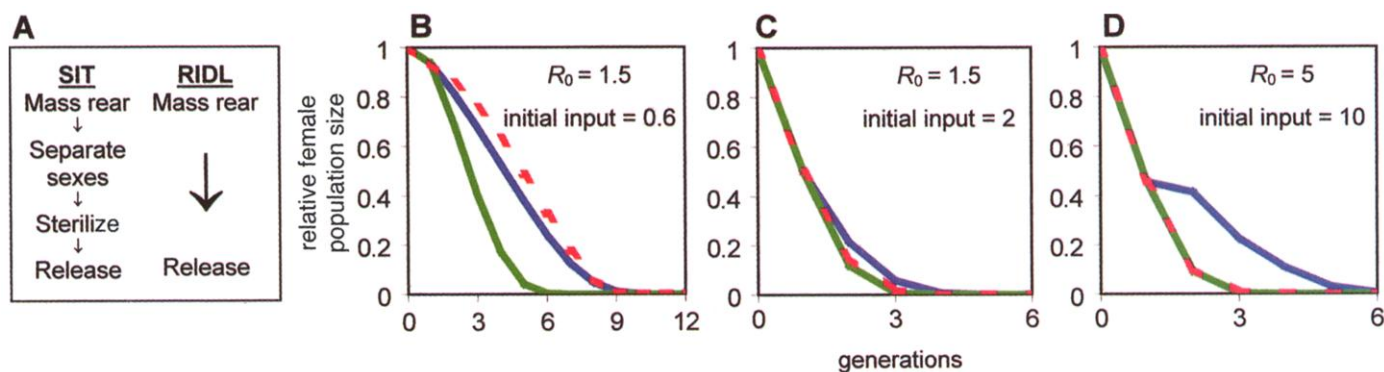 A
SIT RIDL
Mass rear Mass rear
↓
Separate
sexes
↓
Sterilize
↓
Release Release
B
relative female
population size
1
0.8
0.6
0.4
0.2
0
R0 = 1.5
initial input = 0.6
0 3 6 9 12
C
1
0.8
0.6
0.4
0.2
0
R0 = 1.5
initial input = 2
0 3 6
D
1
0.8
0.6
0.4
0.2
0
R0 = 5
initial input = 10
0 3 6
generations